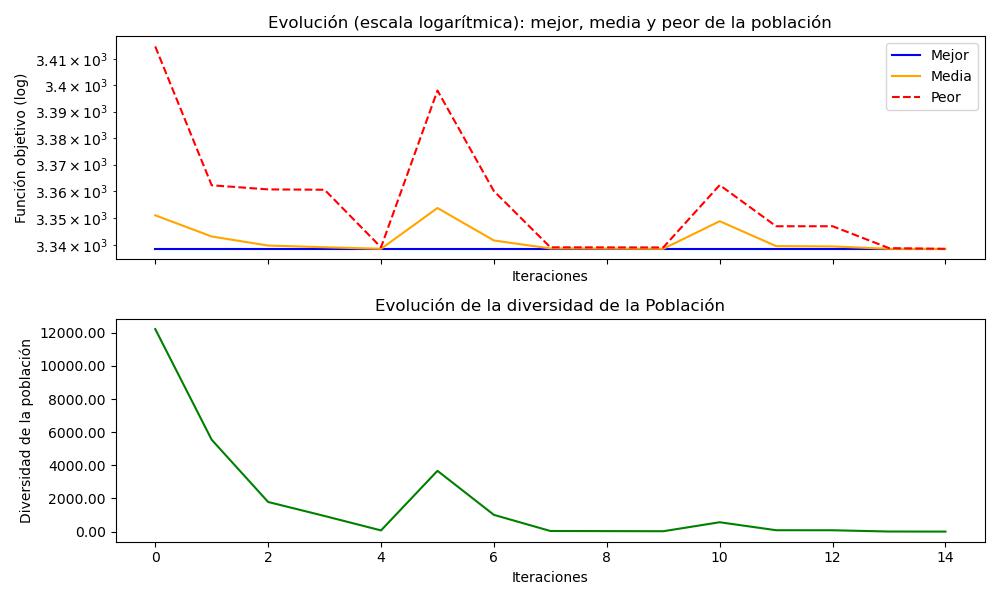 Evolución (escala logarítmica): mejor, media y peor de la población
Función objetivo (log)
3.41 × 10³
3.4 × 10³
3.39 × 10³
3.38 × 10³
3.37 × 10³
3.36 × 10³
3.35 × 10³
3.34 × 10³
Mejor
Media
Peor
Iteraciones
Evolución de la diversidad de la Población
Diversidad de la población
12000.00
10000.00
8000.00
6000.00
4000.00
2000.00
0.00
0 2 4 6 8 10 12 14
Iteraciones